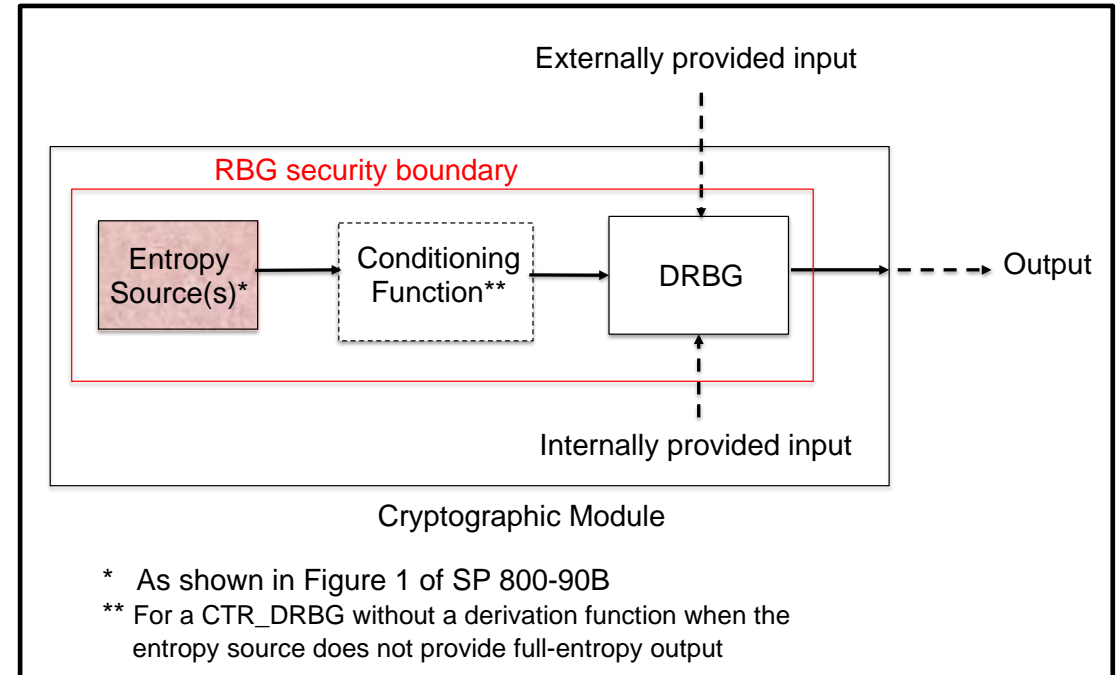 Externally provided input
RBG security boundary
Entropy
Source(s)*
Conditioning
Function**
DRBG
Output
Internally provided input
Cryptographic Module
* As shown in Figure 1 of SP 800-90B
** For a CTR_DRBG without a derivation function when the
entropy source does not provide full-entropy output